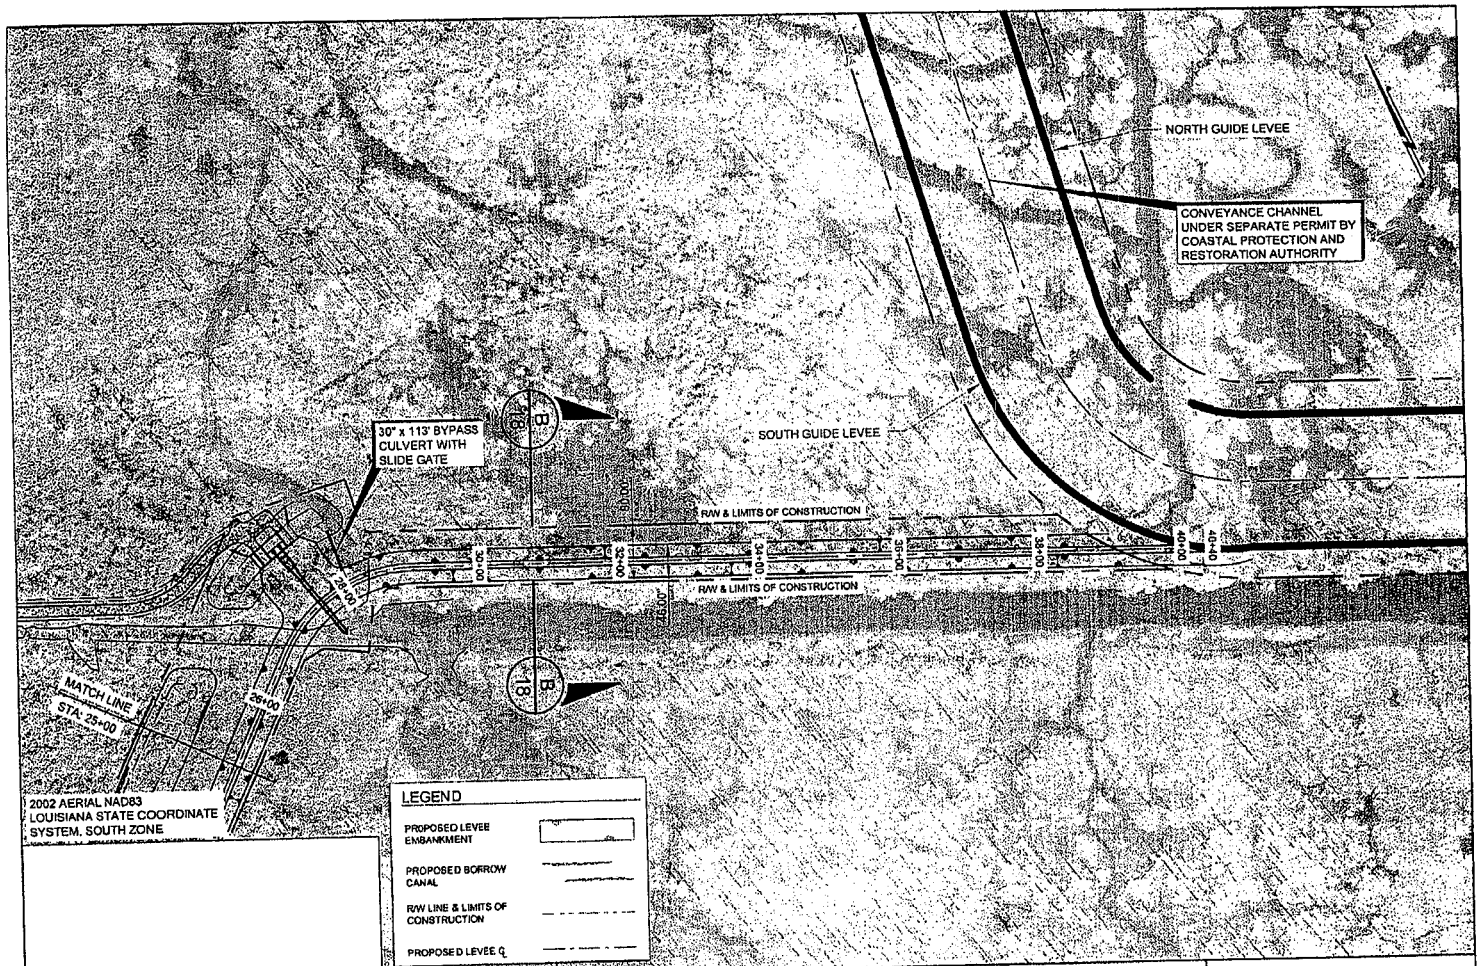 NORTH GUIDE LEVEE
CONVEYANCE CHANNEL
UNDER SEPARATE PERMIT BY
COASTAL PROTECTION AND
RESTORATION AUTHORITY
30" x 113' BYPASS
CULVERT WITH
SLIDE GATE
B
18
SOUTH GUIDE LEVEE
R/W & LIMITS OF CONSTRUCTION
28+00
30+00
32+00
34+00
36+00
38+00
40+00
40+40
R/W & LIMITS OF CONSTRUCTION
B
18
26+00
MATCH LINE
STA: 25+00
2002 AERIAL NAD83
LOUISIANA STATE COORDINATE
SYSTEM, SOUTH ZONE
LEGEND
PROPOSED LEVEE
EMBANKMENT
PROPOSED BORROW
CANAL
R/W LINE & LIMITS OF
CONSTRUCTION
PROPOSED LEVEE